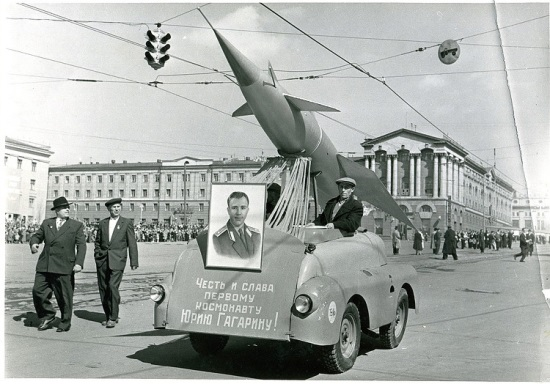 Честь и слава
первому
космонавту
Юрию Гагарину!